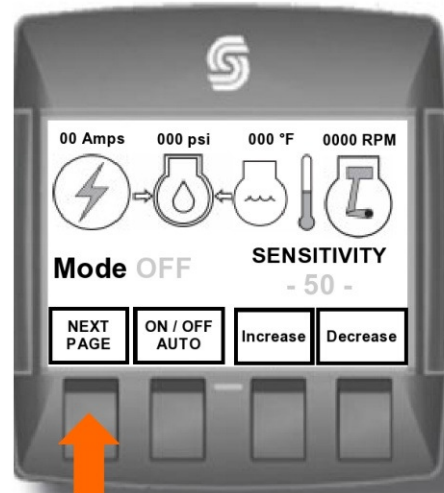 00 Amps 000 psi 000 °F 0000 RPM
Mode OFF
SENSITIVITY
- 50 -
NEXT
PAGE
ON / OFF
AUTO
Increase
Decrease